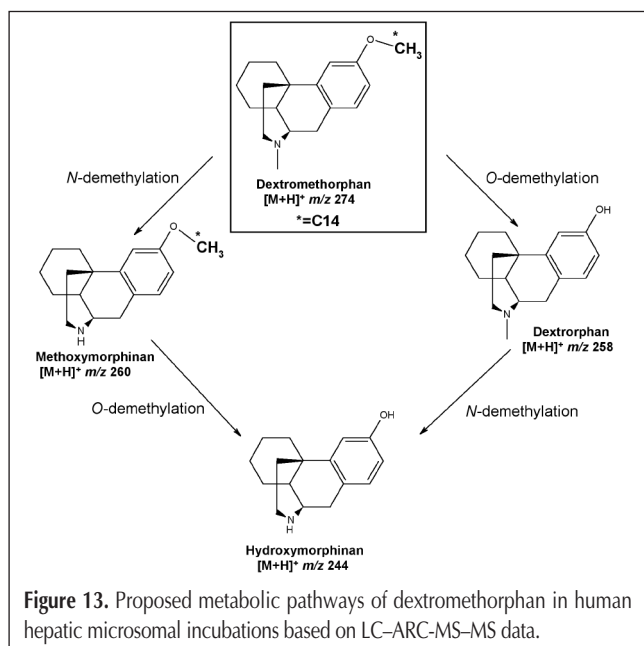 *
O
CH3
N
Dextromethorphan
[M+H]+ m/z 274
*=C14
N-demethylation
O-demethylation
*
O
CH3
N
H
Methoxymorphinan
[M+H]+ m/z 260
OH
N
Dextrorphan
[M+H]+ m/z 258
O-demethylation
N-demethylation
OH
N
H
Hydroxymorphinan
[M+H]+ m/z 244
Figure 13. Proposed metabolic pathways of dextromethorphan in human
hepatic microsomal incubations based on LC–ARC-MS–MS data.